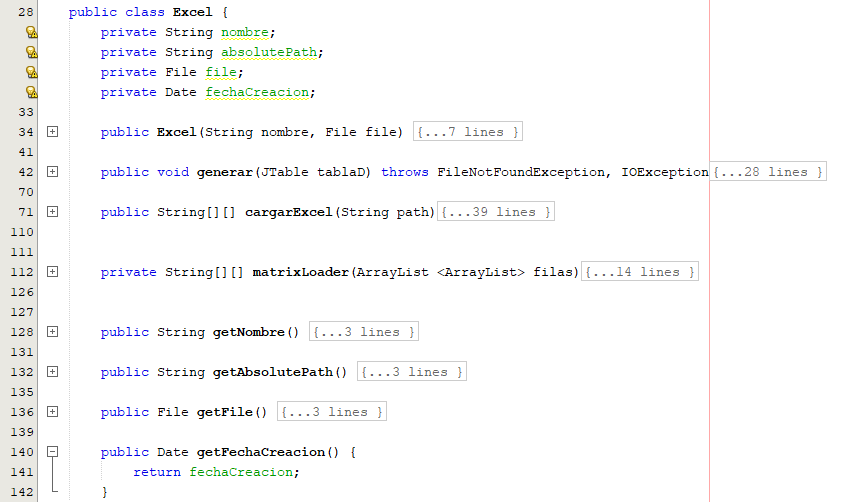 28 public class Excel {
private String nombre;
private String absolutePath;
private File file;
private Date fechaCreacion;
33
34 public Excel(String nombre, File file) {...7 lines }
41
42 public void generar(JTable tablaD) throws FileNotFoundException, IOException {...28 lines }
70
71 public String[][] cargarExcel(String path) {...39 lines }
110
111
112 private String[][] matrixLoader(ArrayList <ArrayList> filas) {...14 lines }
126
127
128 public String getNombre() {...3 lines }
131
132 public String getAbsolutePath() {...3 lines }
135
136 public File getFile() {...3 lines }
139
140 public Date getFechaCreacion() {
141 return fechaCreacion;
142 }